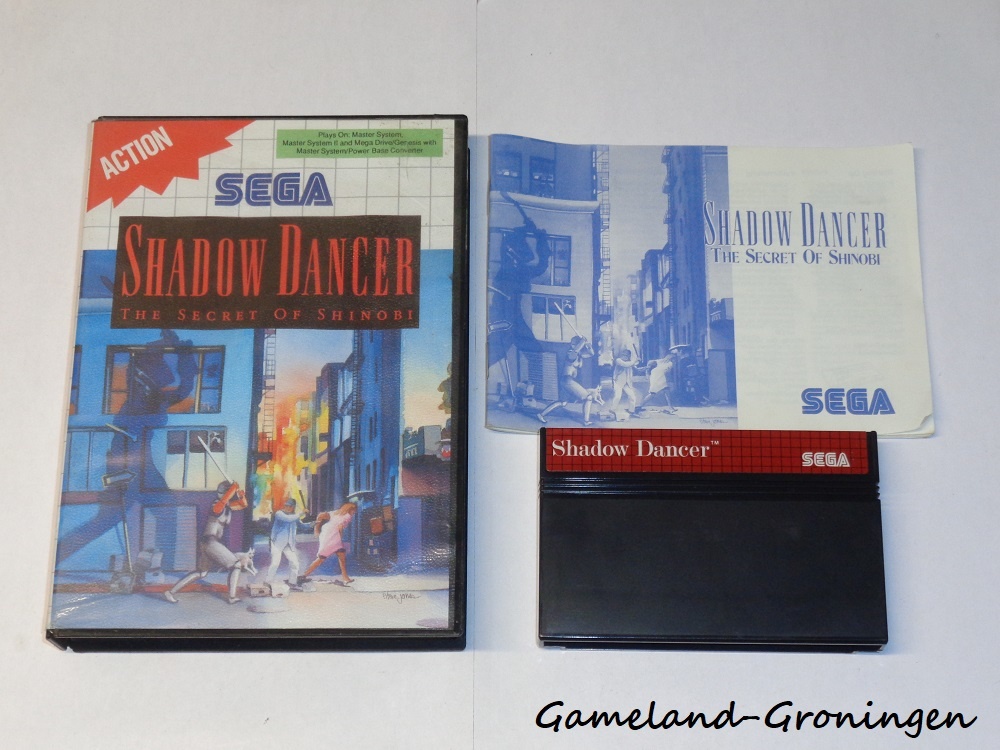 ACTION
Plays On: Master System,
Master System II and Mega Drive/Genesis with
Master System/Power Base Converter
SEGA
SHADOW DANCER
THE SECRET OF SHINOBI
SHADOW DANCER
THE SECRET OF SHINOBI
SEGA
Shadow Dancer™
SEGA
Gameland-Groningen